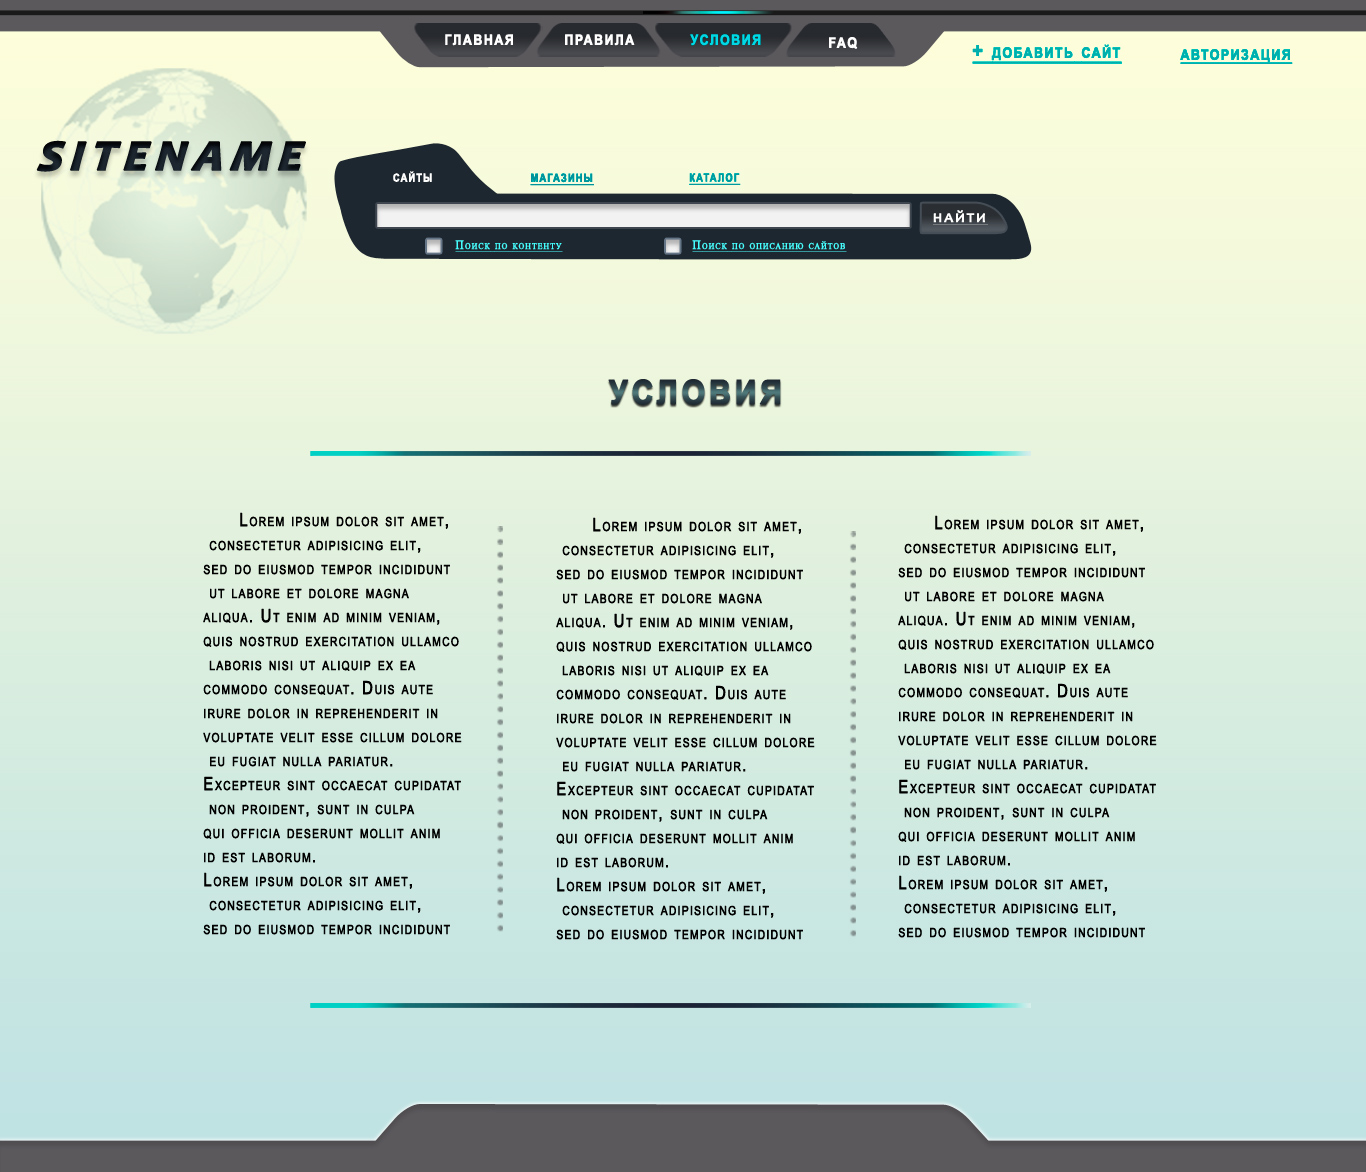 ГЛАВНАЯ ПРАВИЛА УСЛОВИЯ FAQ
+ ДОБАВИТЬ САЙТ АВТОРИЗАЦИЯ
SITENAME
САЙТЫ МАГАЗИНЫ КАТАЛОГ
НАЙТИ
Поиск по контенту Поиск по описанию сайтов
УСЛОВИЯ
Lorem ipsum dolor sit amet,
consectetur adipisicing elit,
sed do eiusmod tempor incididunt
ut labore et dolore magna
aliqua. Ut enim ad minim veniam,
quis nostrud exercitation ullamco
laboris nisi ut aliquip ex ea
commodo consequat. Duis aute
irure dolor in reprehenderit in
voluptate velit esse cillum dolore
eu fugiat nulla pariatur.
Excepteur sint occaecat cupidatat
non proident, sunt in culpa
qui officia deserunt mollit anim
id est laborum.
Lorem ipsum dolor sit amet,
consectetur adipisicing elit,
sed do eiusmod tempor incididunt
Lorem ipsum dolor sit amet,
consectetur adipisicing elit,
sed do eiusmod tempor incididunt
ut labore et dolore magna
aliqua. Ut enim ad minim veniam,
quis nostrud exercitation ullamco
laboris nisi ut aliquip ex ea
commodo consequat. Duis aute
irure dolor in reprehenderit in
voluptate velit esse cillum dolore
eu fugiat nulla pariatur.
Excepteur sint occaecat cupidatat
non proident, sunt in culpa
qui officia deserunt mollit anim
id est laborum.
Lorem ipsum dolor sit amet,
consectetur adipisicing elit,
sed do eiusmod tempor incididunt
Lorem ipsum dolor sit amet,
consectetur adipisicing elit,
sed do eiusmod tempor incididunt
ut labore et dolore magna
aliqua. Ut enim ad minim veniam,
quis nostrud exercitation ullamco
laboris nisi ut aliquip ex ea
commodo consequat. Duis aute
irure dolor in reprehenderit in
voluptate velit esse cillum dolore
eu fugiat nulla pariatur.
Excepteur sint occaecat cupidatat
non proident, sunt in culpa
qui officia deserunt mollit anim
id est laborum.
Lorem ipsum dolor sit amet,
consectetur adipisicing elit,
sed do eiusmod tempor incididunt